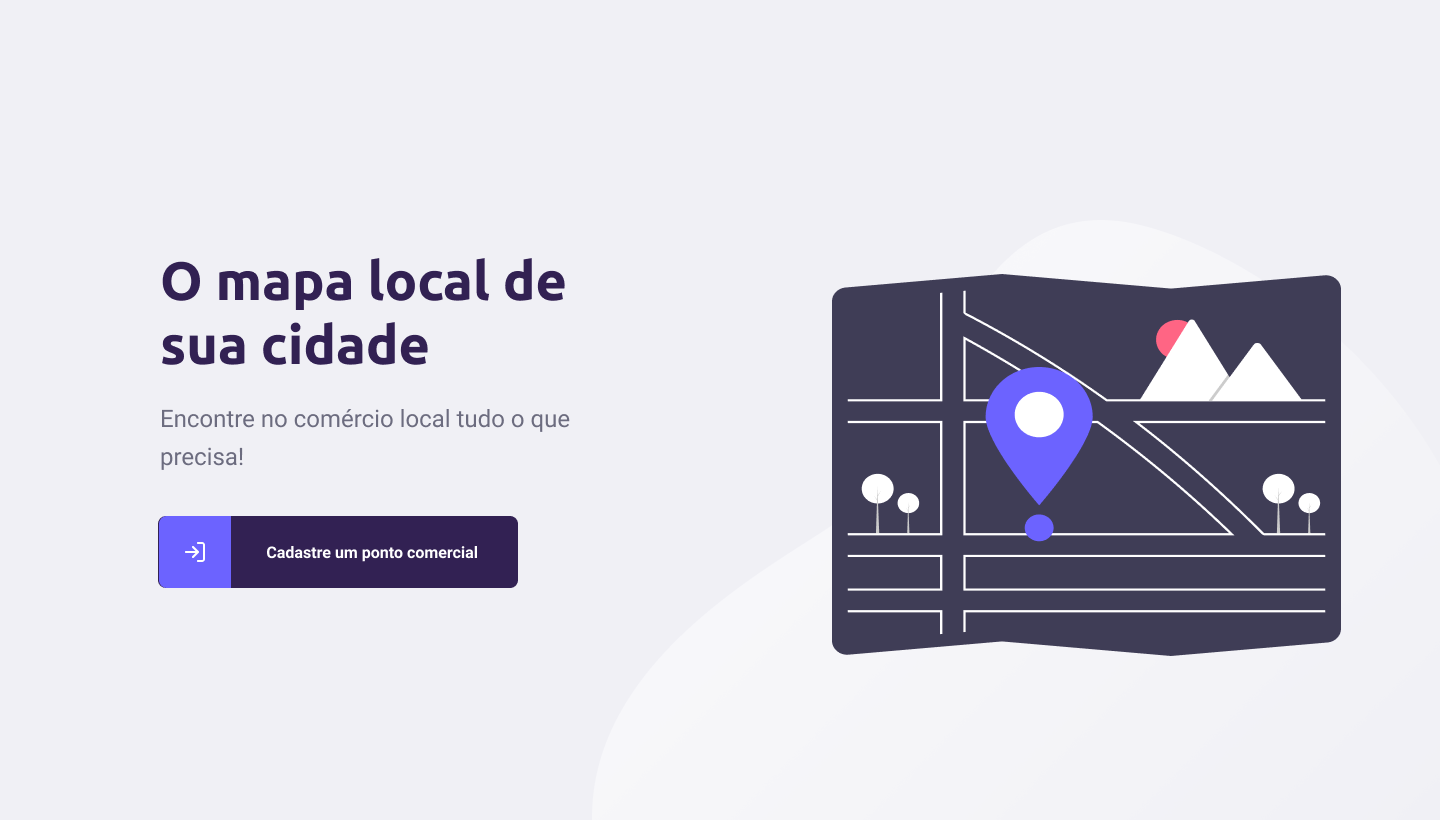 O mapa local de
sua cidade
Encontre no comércio local tudo o que
precisa!
Cadastre um ponto comercial